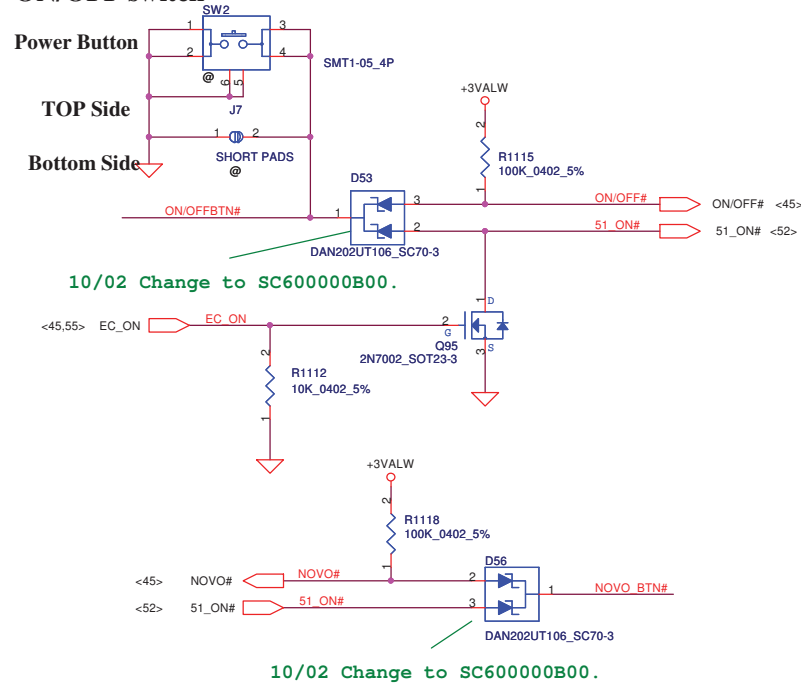 SW2
1
3
Power Button
2
4
SMT1-05_4P
@
6
5
+3VALW
TOP Side
J7
2
1
2
R1115
100K_0402_5%
SHORT PADS
Bottom Side
@
D53
1
3
ON/OFF#
ON/OFF# <45>
ON/OFFBTN#
1
2
51_ON#
51_ON# <52>
DAN202UT106_SC70-3
10/02 Change to SC600000B00.
1
D
<45,55> EC_ON
EC_ON
2
G
Q95
S
3
2N7002_SOT23-3
2
R1112
10K_0402_5%
1
+3VALW
2
R1118
100K_0402_5%
1
D56
<45> NOVO#
NOVO#
2
1
NOVO_BTN#
<52> 51_ON#
51_ON#
3
DAN202UT106_SC70-3
10/02 Change to SC600000B00.